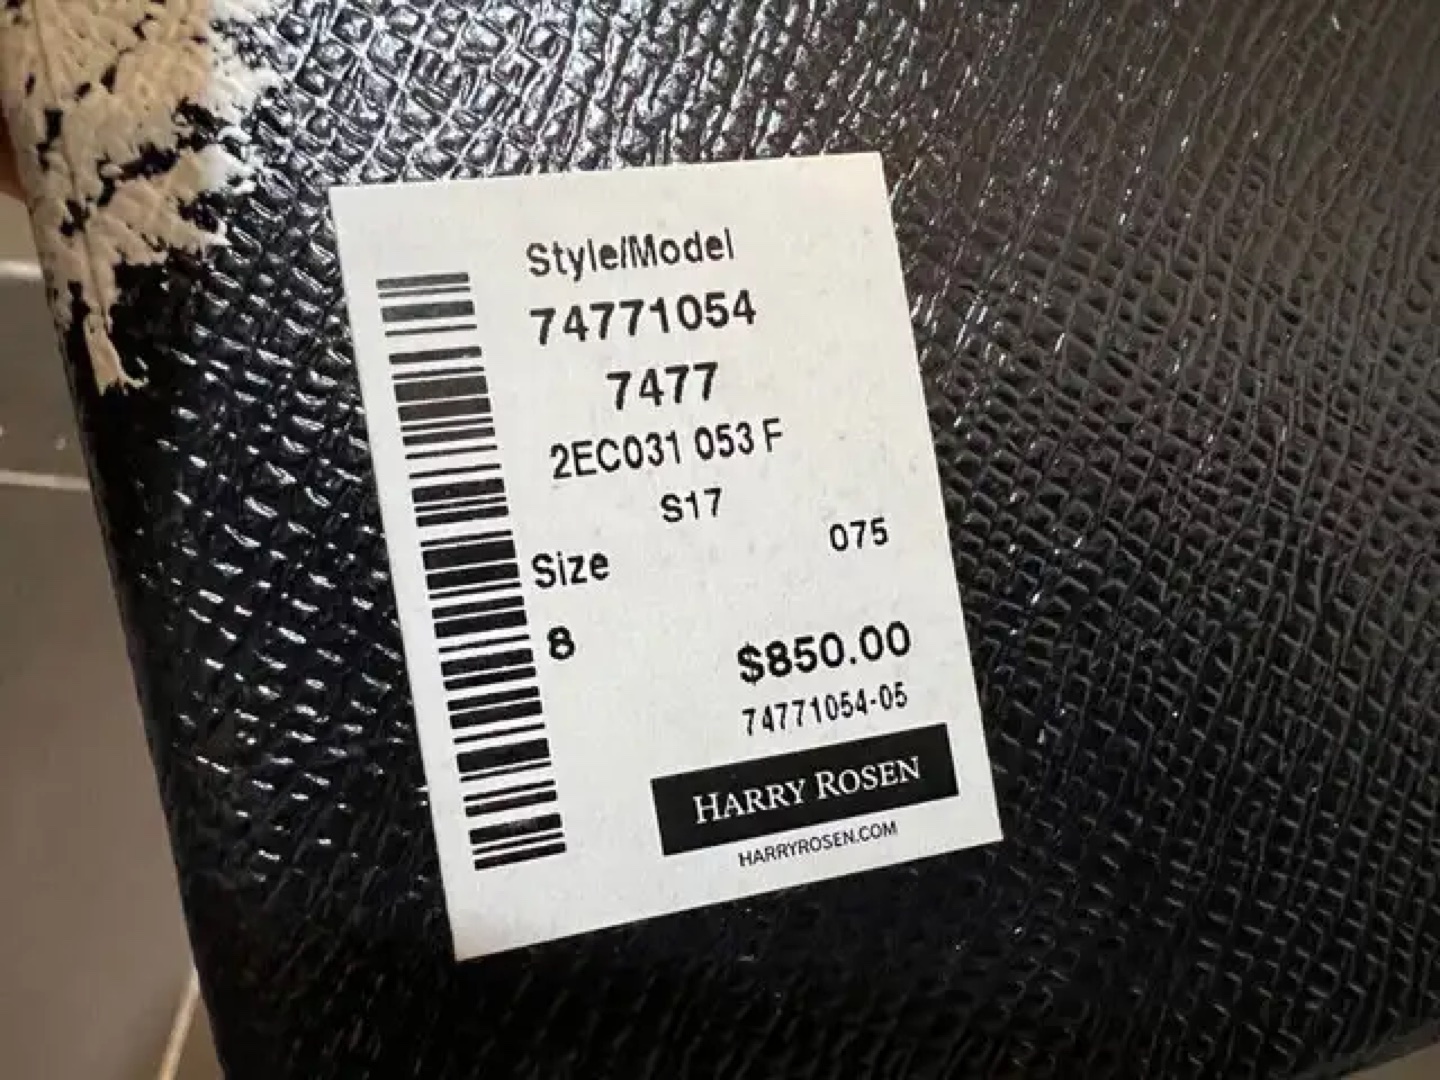 Style/Model
74771054
7477
2EC031 053 F
S17
075
Size
8
$850.00
74771054-05
HARRY ROSEN
HARRYROSEN.COM